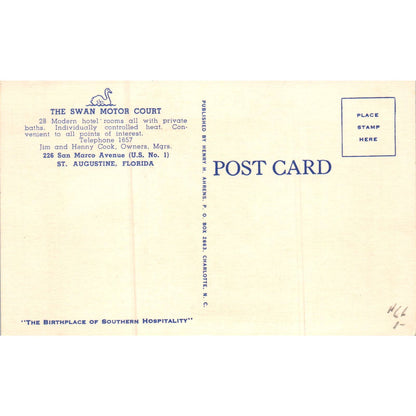 THE SWAN MOTOR COURT
28 Modern hotel rooms all with private
baths. Individually controlled heat. Con-
venient to all points of interest.
Telephone 1657
Jim and Henny Cook, Owners, Mgrs.
226 San Marco Avenue (U.S. No. 1)
ST. AUGUSTINE, FLORIDA
"THE BIRTHPLACE OF SOUTHERN HOSPITALITY"
PUBLISHED BY HENRY H. AHRENS, P. O. BOX 2663, CHARLOTTE, N. C.
POST CARD
PLACE
STAMP
HERE